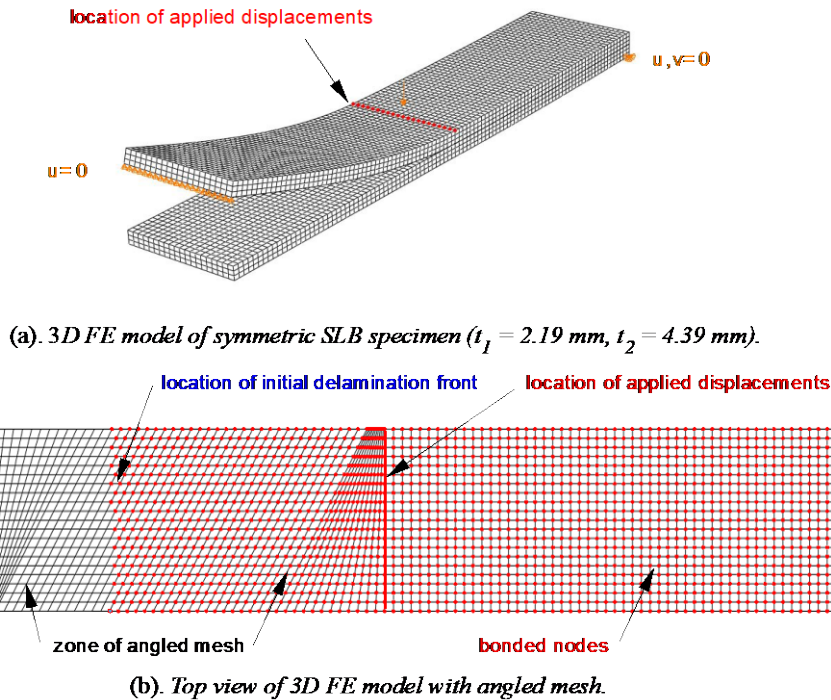 location of applied displacements
u,v=0
u=0
(a). 3D FE model of symmetric SLB specimen (t1 = 2.19 mm, t2 = 4.39 mm).
location of initial delamination front
location of applied displacements
zone of angled mesh
bonded nodes
(b). Top view of 3D FE model with angled mesh.